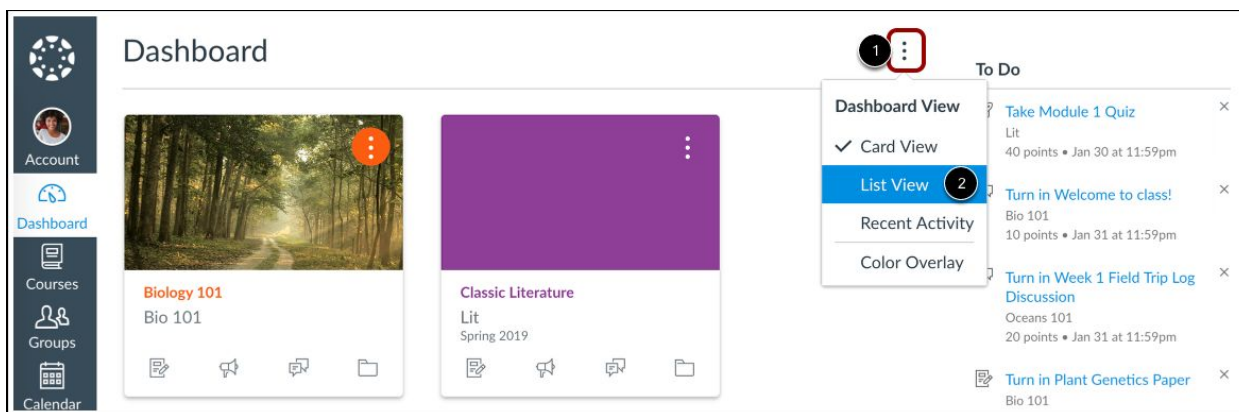 Dashboard
1
To Do
Account
Dashboard
Courses
Groups
Calendar
Biology 101
Bio 101
Classic Literature
Lit
Spring 2019
Dashboard View
Card View
List View 2
Recent Activity
Color Overlay
Take Module 1 Quiz
Lit
40 points • Jan 30 at 11:59pm
Turn in Welcome to class!
Bio 101
10 points • Jan 31 at 11:59pm
Turn in Week 1 Field Trip Log
Discussion
Oceans 101
20 points • Jan 31 at 11:59pm
Turn in Plant Genetics Paper
Bio 101